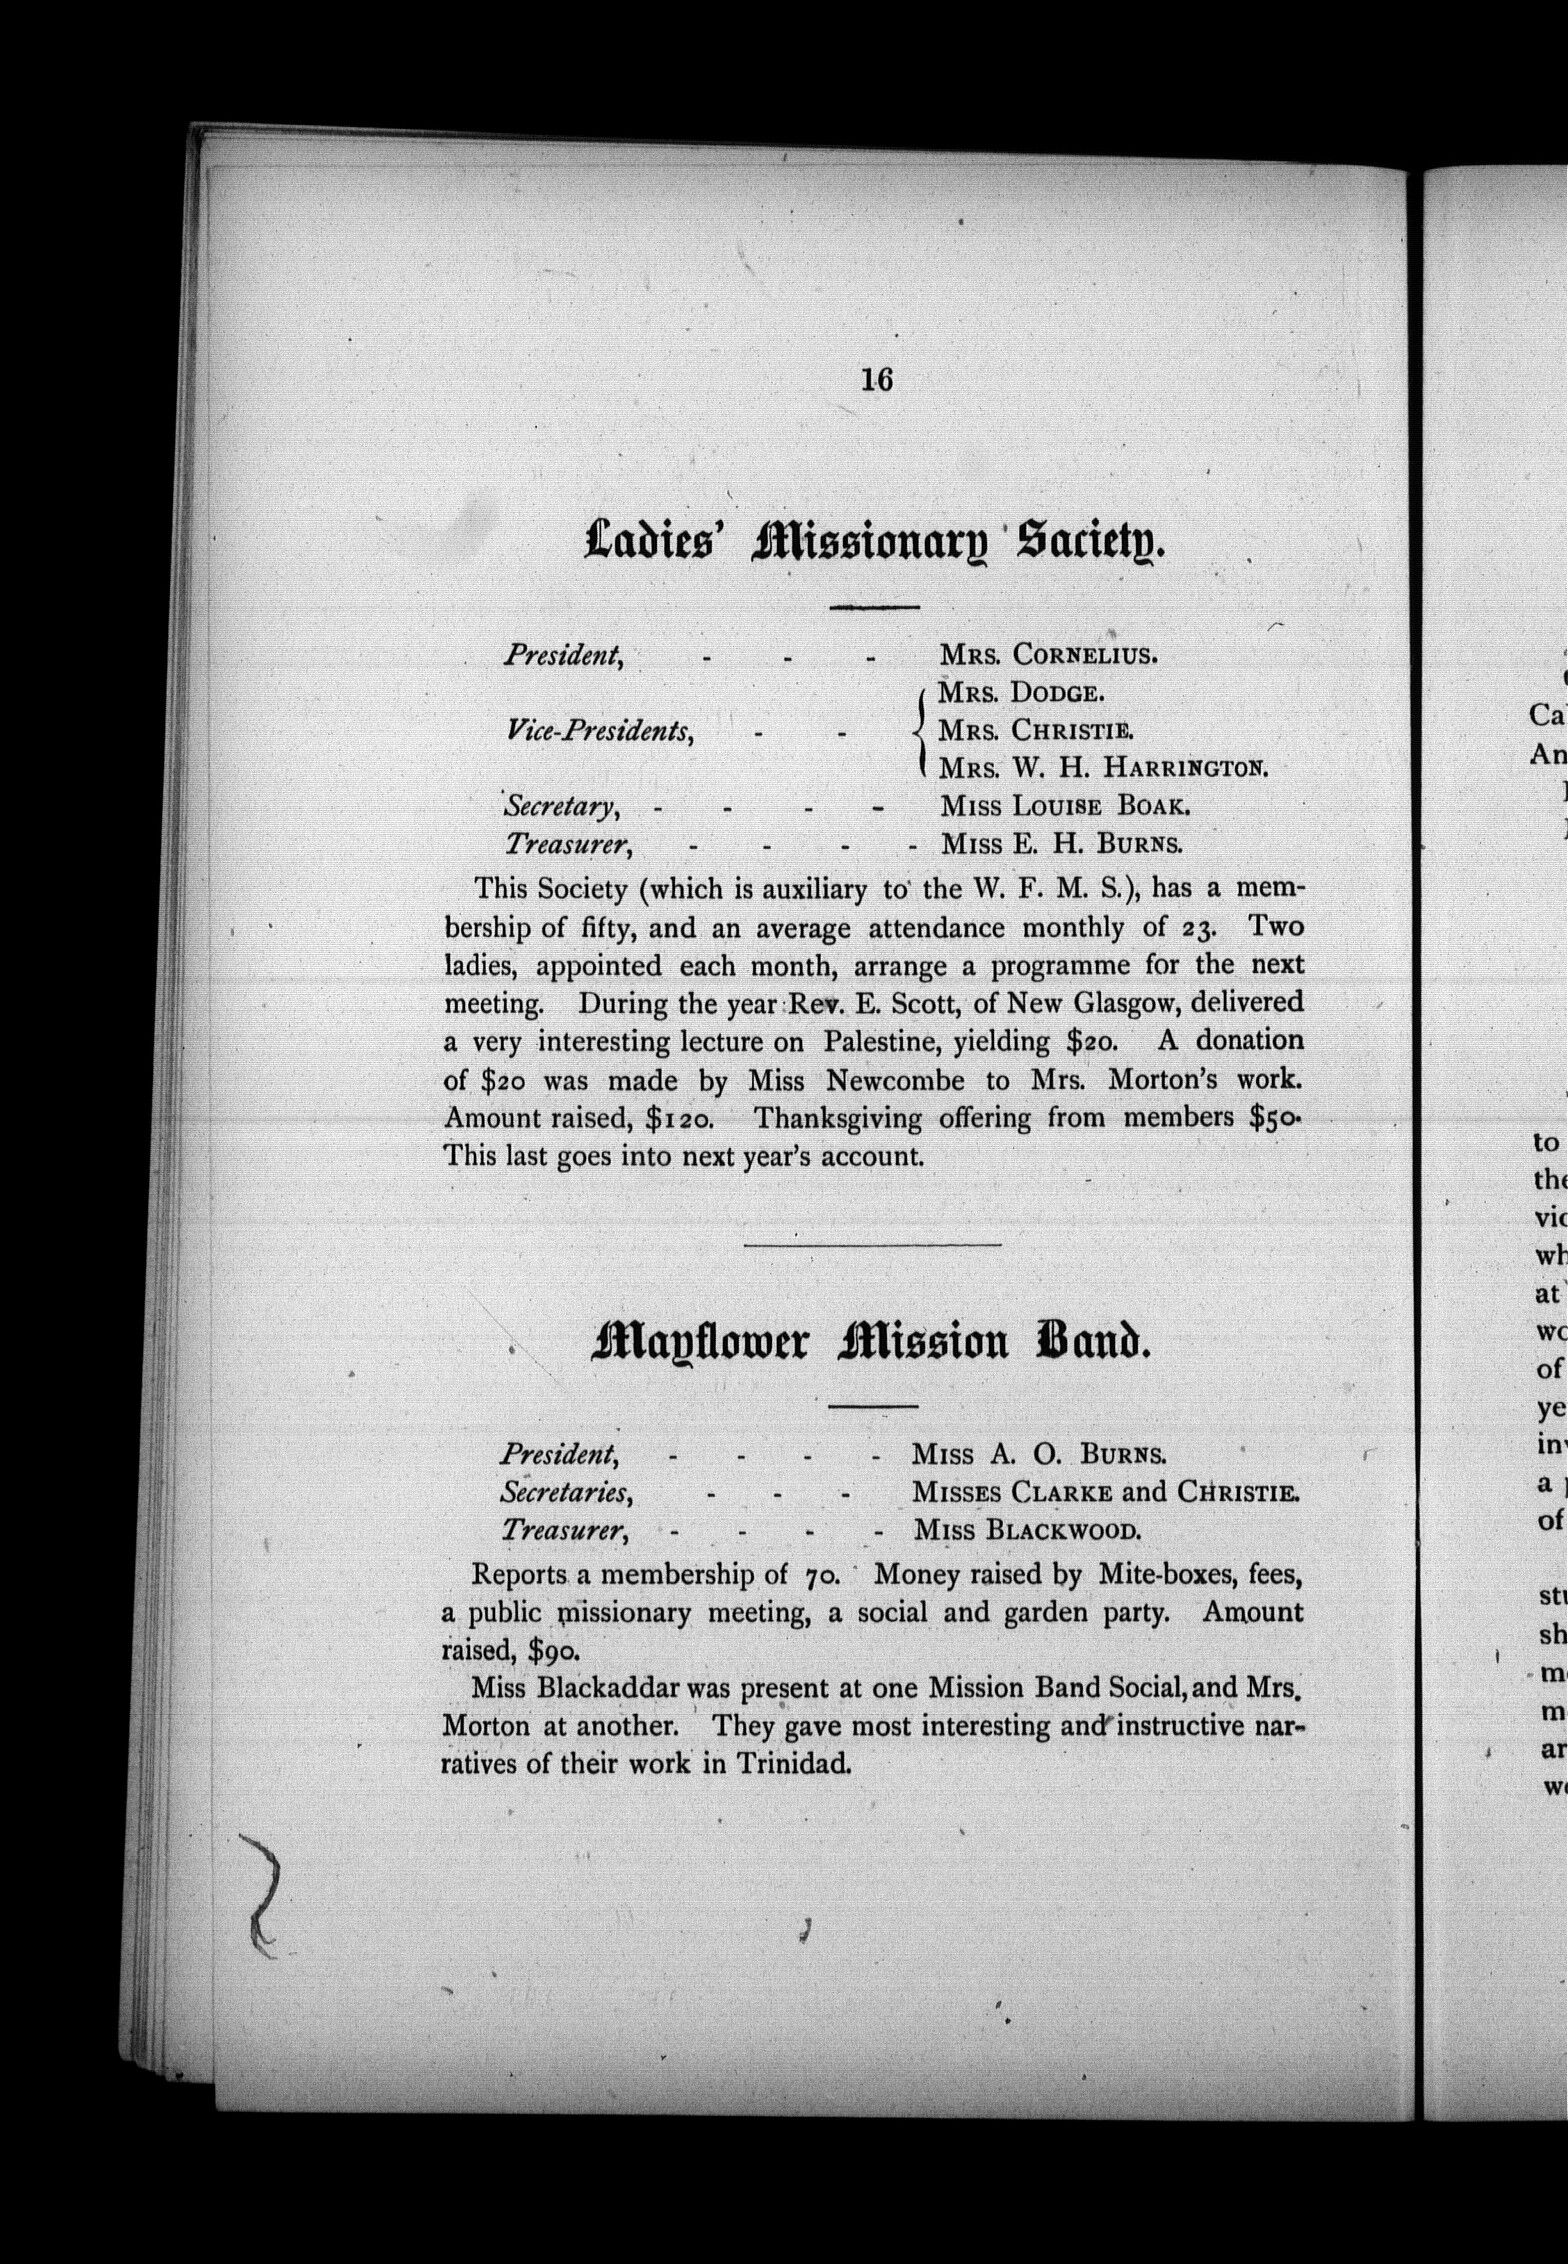 16
Ladies' Missionary Society.
President, - - - MRS. CORNELIUS.
MRS. DODGE.
Vice-Presidents, - - { MRS. CHRISTIE.
MRS. W. H. HARRINGTON.
Secretary, - - - - MISS LOUISE BOAK.
Treasurer, - - - - MISS E. H. BURNS.
This Society (which is auxiliary to the W. F. M. S.), has a mem-
bership of fifty, and an average attendance monthly of 23. Two
ladies, appointed each month, arrange a programme for the next
meeting. During the year Rev. E. Scott, of New Glasgow, delivered
a very interesting lecture on Palestine, yielding $20. A donation
of $20 was made by Miss Newcombe to Mrs. Morton's work.
Amount raised, $120. Thanksgiving offering from members $50.
This last goes into next year's account.
Mayflower Mission Band.
President, - - - - MISS A. O. BURNS.
Secretaries, - - - MISSES CLARKE and CHRISTIE.
Treasurer, - - - - MISS BLACKWOOD.
Reports a membership of 70. Money raised by Mite-boxes, fees,
a public missionary meeting, a social and garden party. Amount
raised, $90.
Miss Blackaddar was present at one Mission Band Social, and Mrs.
Morton at another. They gave most interesting and instructive nar-
ratives of their work in Trinidad.